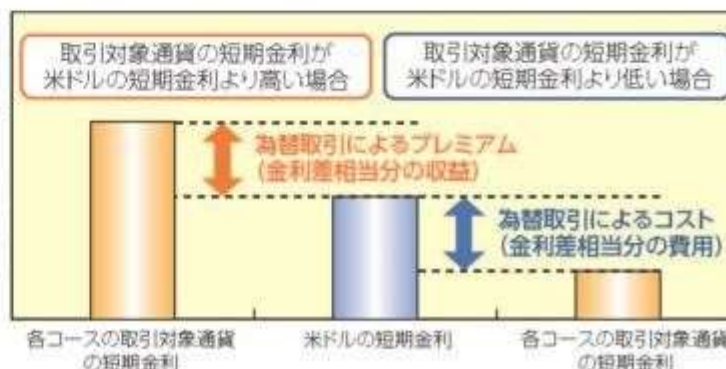 取引対象通貨の短期金利が
米ドルの短期金利より高い場合
取引対象通貨の短期金利が
米ドルの短期金利より低い場合
為替取引によるプレミアム
(金利差相当分の収益)
為替取引によるコスト
(金利差相当分の費用)
各コースの取引対象通貨
の短期金利
米ドルの短期金利
各コースの取引対象通貨
の短期金利